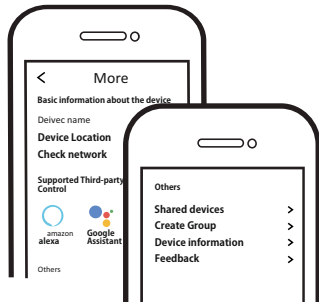 More
Basic information about the device
Deivec name
Device Location
Check network
Supported Third-party
Control
amazon
alexa
Google
Assistant
Others
Others
Shared devices
Create Group
Device information
Feedback